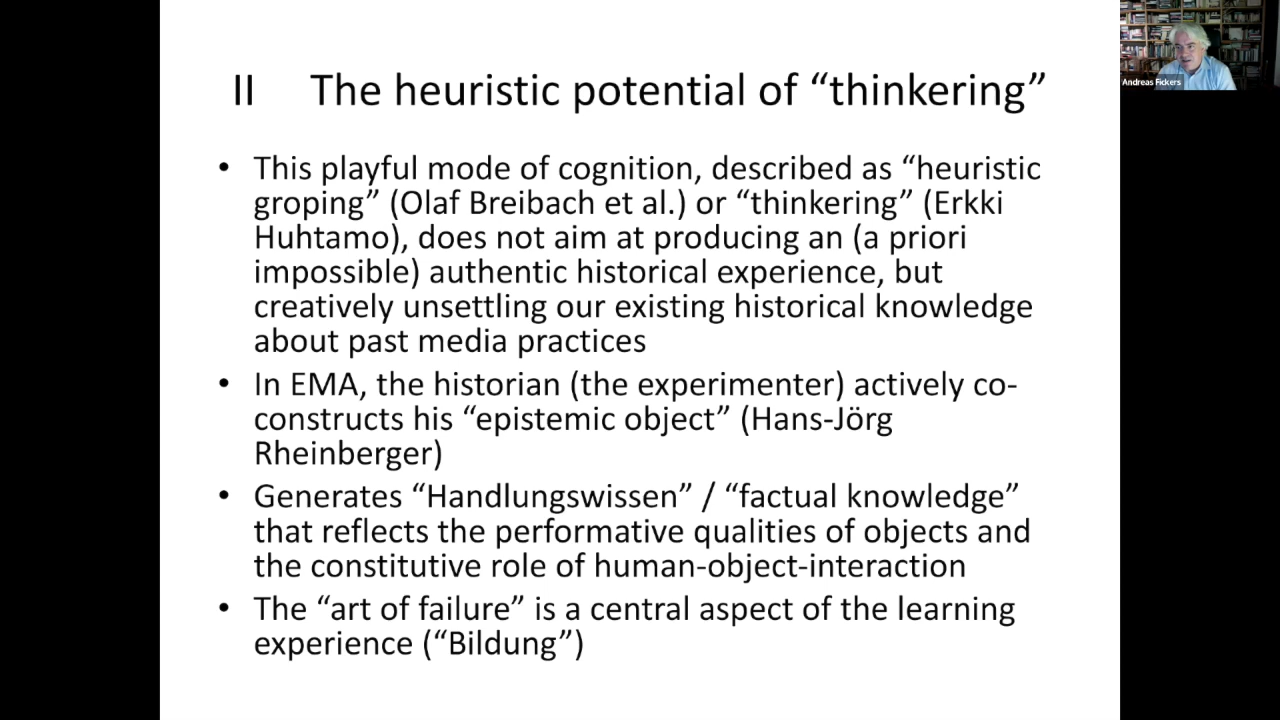 II The heuristic potential of “thinkering”
• This playful mode of cognition, described as “heuristic
groping” (Olaf Breibach et al.) or “thinkering” (Erkki
Huhtamo), does not aim at producing an (a priori
impossible) authentic historical experience, but
creatively unsettling our existing historical knowledge
about past media practices
• In EMA, the historian (the experimenter) actively co-
constructs his “epistemic object” (Hans-Jörg
Rheinberger)
• Generates “Handlungswissen” / “factual knowledge”
that reflects the performative qualities of objects and
the constitutive role of human-object-interaction
• The “art of failure” is a central aspect of the learning
experience (“Bildung”)
Andreas Fickers